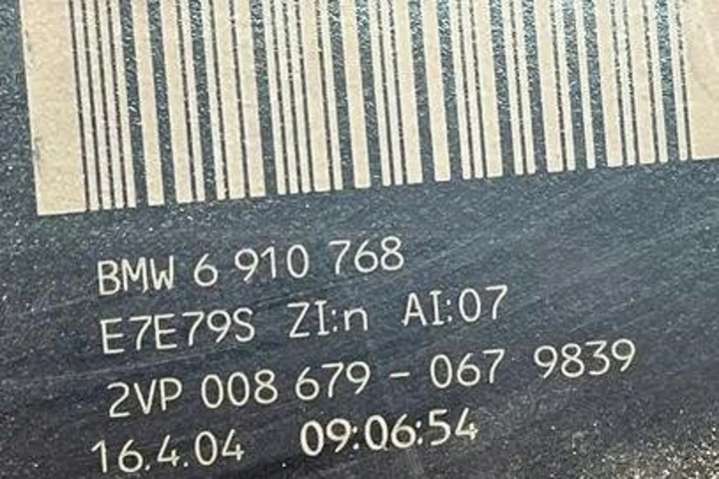 BMW 6 910 768
E7E79S ZI:n AI:07
2VP 008 679 - 067 9839
16.4.04 09:06:54